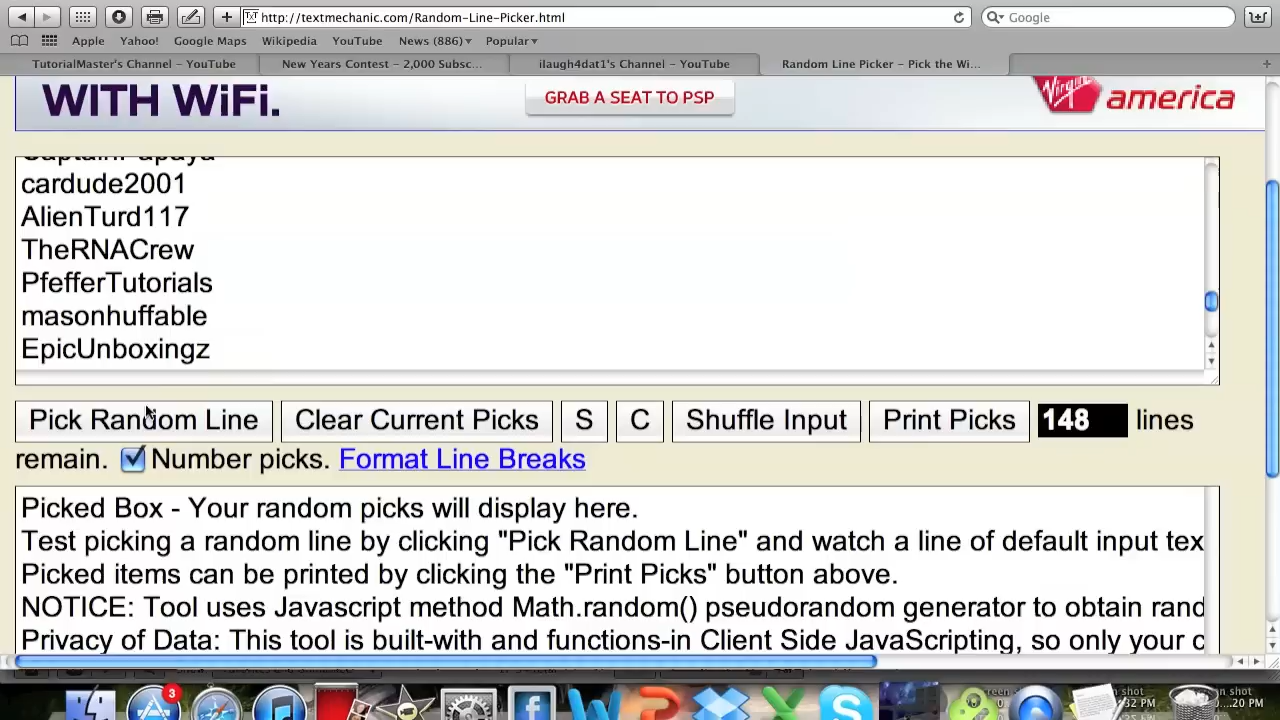 http://textmechanic.com/Random-Line-Picker.html
Google
Apple Yahoo! Google Maps Wikipedia YouTube News (886)▾ Popular▾
TutorialMaster's Channel – YouTube
New Years Contest – 2,000 Subsc...
ilaugh4dat1's Channel – YouTube
Random Line Picker – Pick the Wi...
WITH WiFi.
GRAB A SEAT TO PSP
Virgin america
cardude2001
AlienTurd117
TheRNACrew
PfefferTutorials
masonhuffable
EpicUnboxingz
Pick Random Line Clear Current Picks S C Shuffle Input Print Picks 148 lines
remain. Number picks. Format Line Breaks
Picked Box - Your random picks will display here.
Test picking a random line by clicking "Pick Random Line" and watch a line of default input tex
Picked items can be printed by clicking the "Print Picks" button above.
NOTICE: Tool uses Javascript method Math.random() pseudorandom generator to obtain rand
Privacy of Data: This tool is built-with and functions-in Client Side JavaScripting, so only your c
3